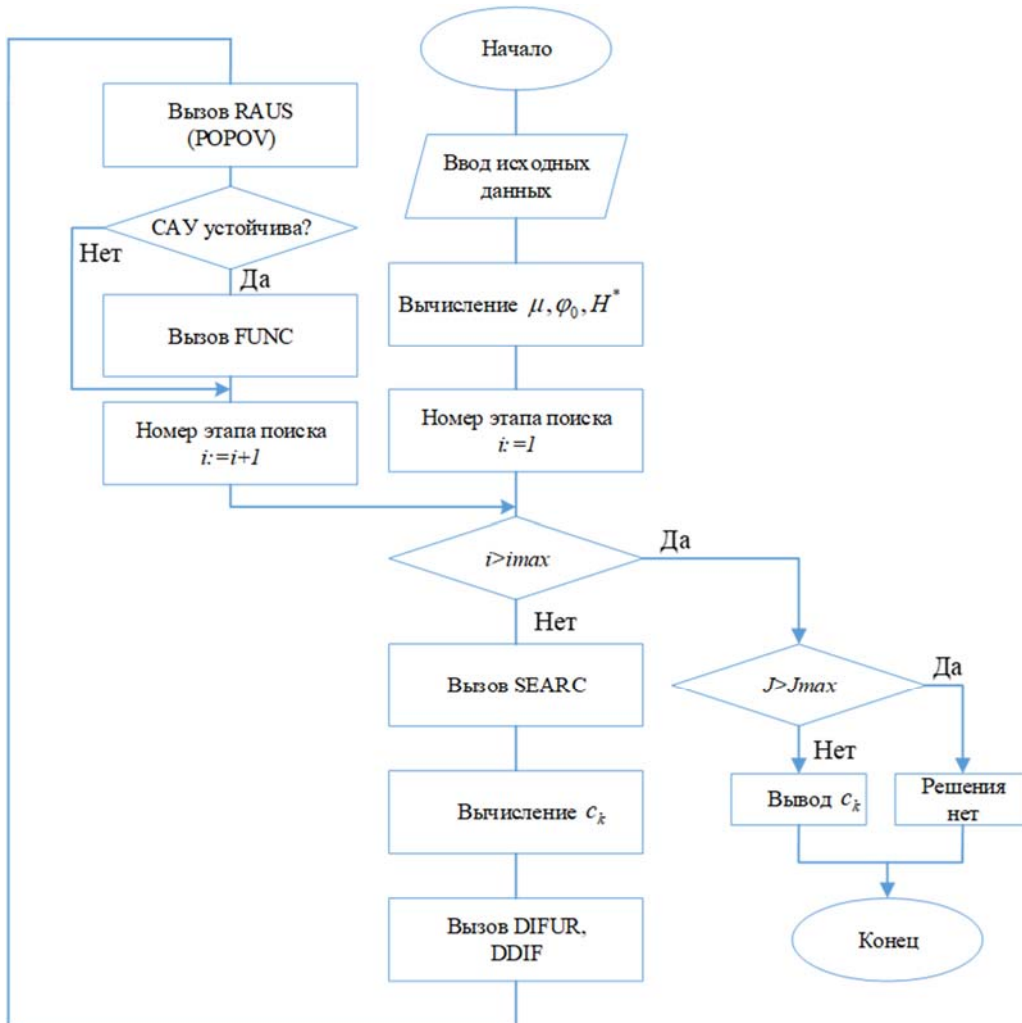 Начало
Ввод исходных
данных
Вычисление μ, φ₀, H*
Номер этапа поиска
i:=1
i>imax
Да
Нет
Вызов SEARC
Вычисление cₖ
Вызов DIFUR,
DDIF
Вызов RAUS
(POPOV)
САУ устойчива?
Нет
Да
Вызов FUNC
Номер этапа поиска
i:=i+1
J>Jmax
Да
Нет
Вывод cₖ
Решения
нет
Конец